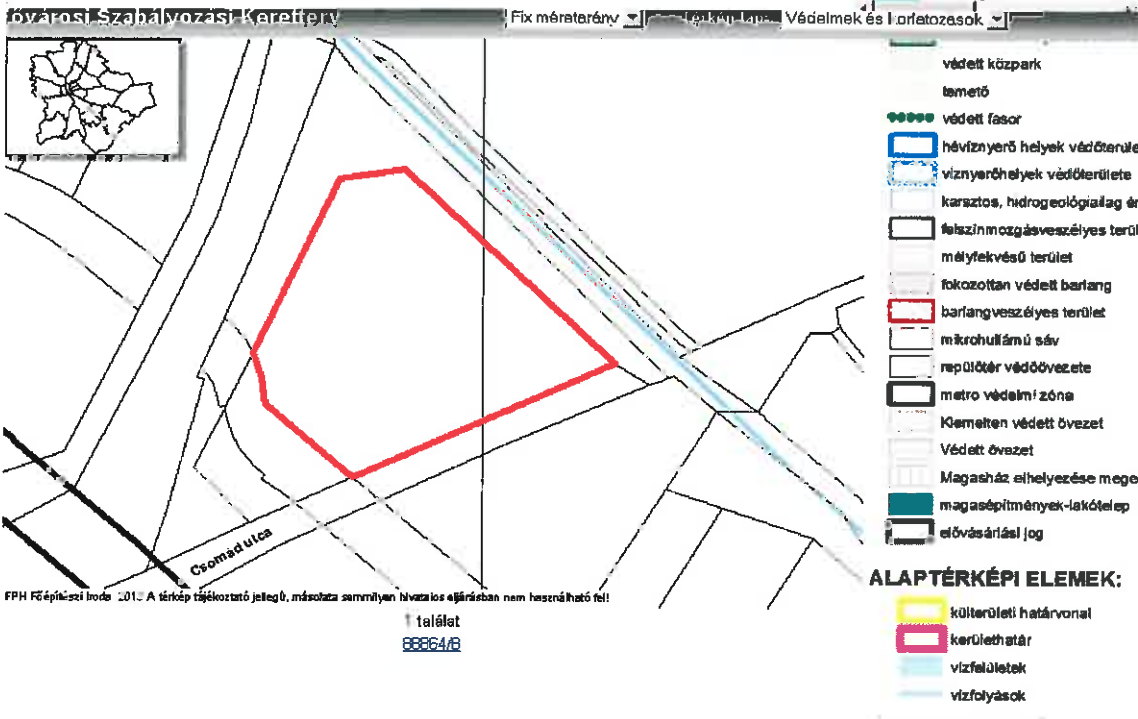 Fővárosi Szabályozási Keretterv
Fix méretarány
Védelmek és korlátozások
védett közpark
temető
védett fasor
hévíznyerő helyek védőterüle
víznyerőhelyek védőterülete
karsztos, hidrogeológiailag ér
felszínmozgásveszélyes terül
mélyfekvésű terület
fokozottan védett barlang
barlangveszélyes terület
mikrohullámú sáv
repülőtér védőövezete
metro védelmi zóna
Kiemelten védett övezet
Védett övezet
Magasház elhelyezése mege
magasépítmények-lakótelep
elővásárlási jog
Csomád utca
FPH Főépítészi Iroda 2013 A térkép tájékoztató jellegű, másolata semmilyen hivatalos eljárásban nem használható fel!
1 találat
88864/8
ALAPTÉRKÉPI ELEMEK:
külterületi határvonal
kerülethatár
vízfelületek
vízfolyások